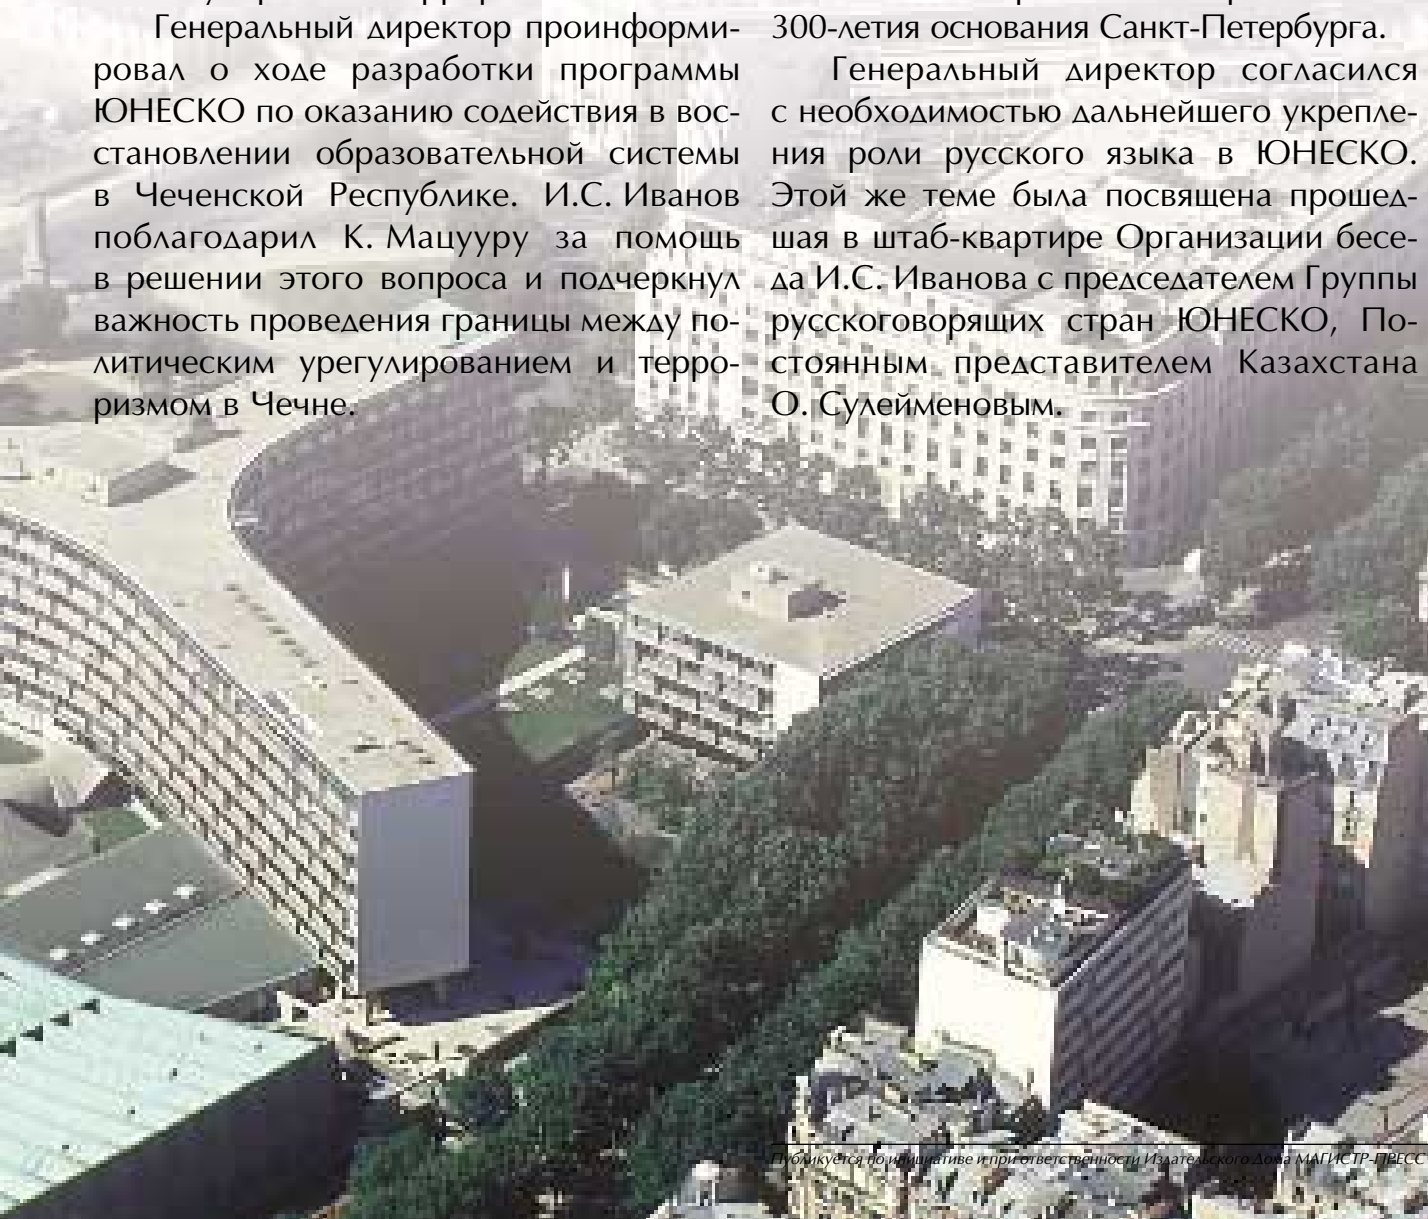 Генеральный директор проинформи-
ровал о ходе разработки программы
ЮНЕСКО по оказанию содействия в вос-
становлении образовательной системы
в Чеченской Республике. И.С. Иванов
поблагодарил К. Мацууру за помощь
в решении этого вопроса и подчеркнул
важность проведения границы между по-
литическим урегулированием и терро-
ризмом в Чечне.
300-летия основания Санкт-Петербурга.
Генеральный директор согласился
с необходимостью дальнейшего укрепле-
ния роли русского языка в ЮНЕСКО.
Этой же теме была посвящена прошед-
шая в штаб-квартире Организации бесе-
да И.С. Иванова с председателем Группы
русскоговорящих стран ЮНЕСКО, По-
стоянным представителем Казахстана
О. Сулейменовым.
Публикуется по инициативе и при ответственности Издательского Дома МАГИСТР-ПРЕСС